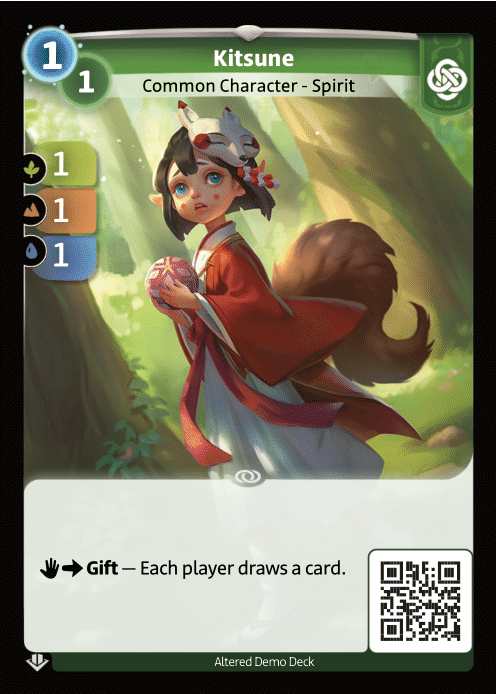 1
Kitsune
1
Common Character - Spirit
1
1
1
Gift — Each player draws a card.
Altered Demo Deck